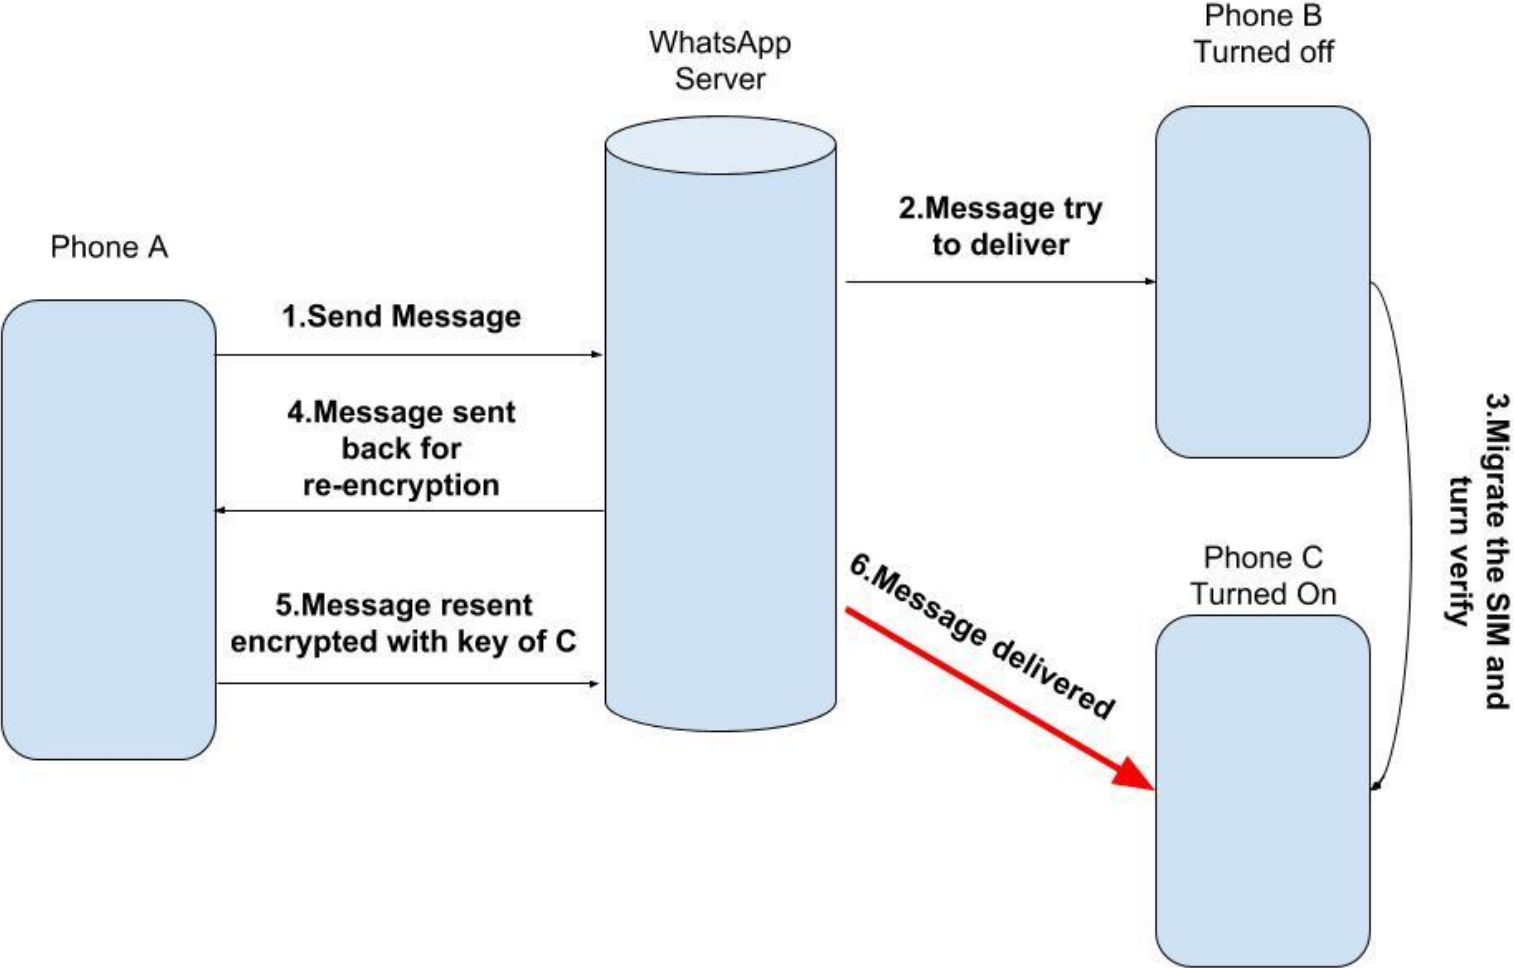 Phone B
Turned off
WhatsApp
Server
2.Message try
to deliver
Phone A
1.Send Message
4.Message sent
back for
re-encryption
3.Migrate the SIM and
turn verify
5.Message resent
encrypted with key of C
6.Message delivered
Phone C
Turned On